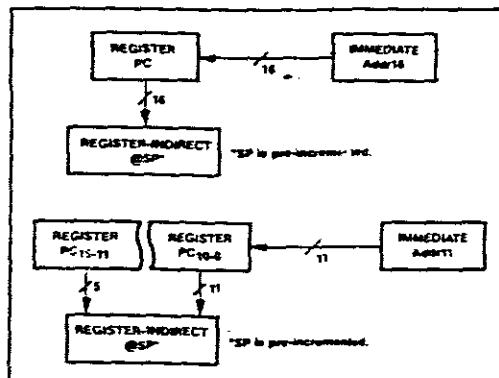 REGISTER
PC
16
IMMEDIATE
Addr16
16
REGISTER-INDIRECT
@SP*
*SP is pre-incremented.
REGISTER
PC15-11
REGISTER
PC10-0
11
IMMEDIATE
Addr11
5
11
REGISTER-INDIRECT
@SP*
*SP is pre-incremented.